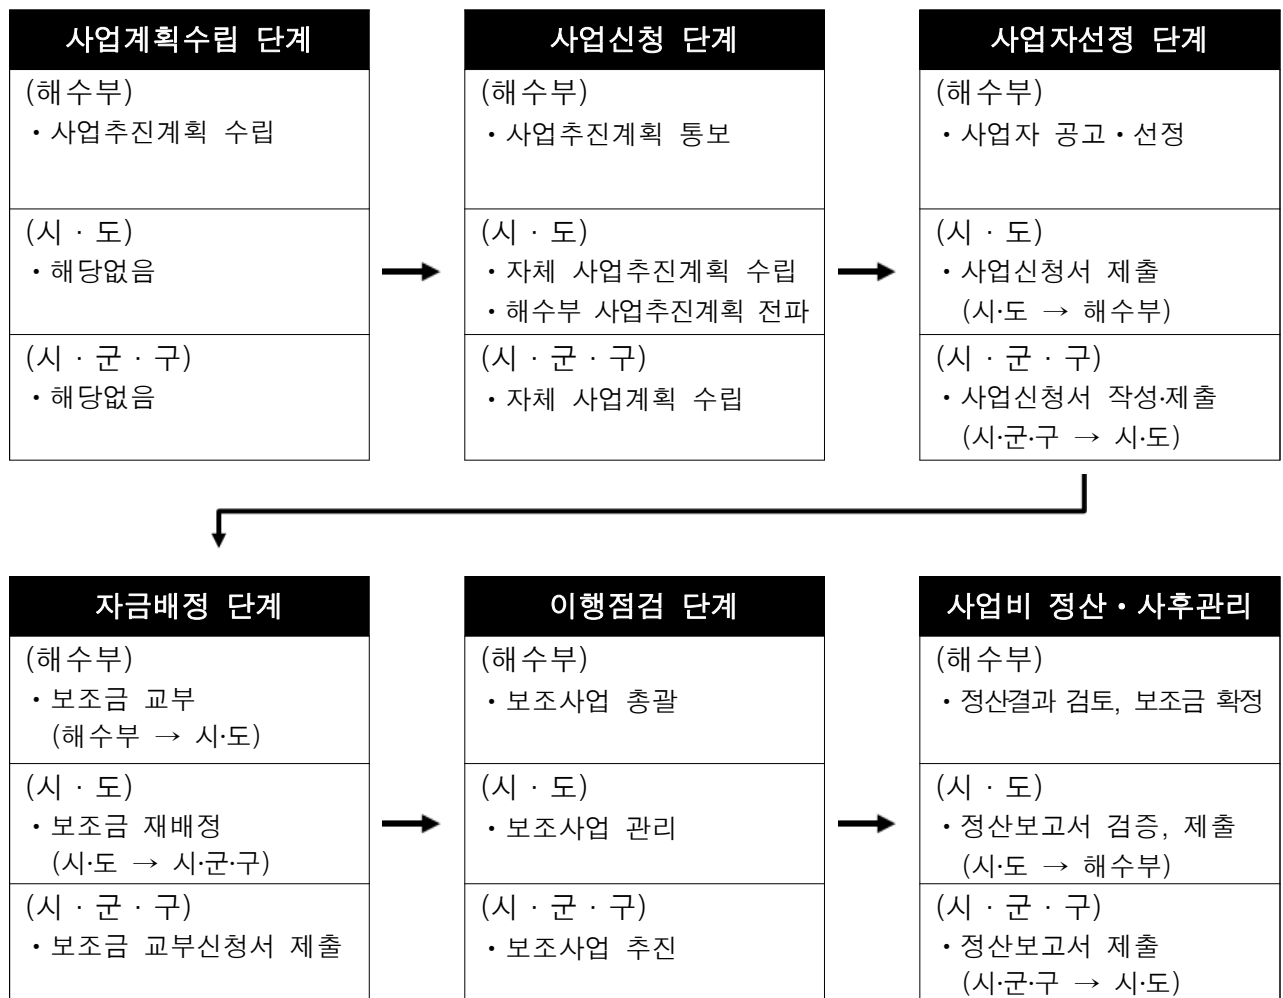 사업계획수립 단계
(해수부)
・사업추진계획 수립
(시 · 도)
・해당없음
(시 · 군 · 구)
・해당없음
사업신청 단계
(해수부)
・사업추진계획 통보
(시 · 도)
・자체 사업추진계획 수립
・해수부 사업추진계획 전파
(시 · 군 · 구)
・자체 사업계획 수립
사업자선정 단계
(해수부)
・사업자 공고・선정
(시 · 도)
・사업신청서 제출
(시·도 → 해수부)
(시 · 군 · 구)
・사업신청서 작성·제출
(시·군·구 → 시·도)
자금배정 단계
(해수부)
・보조금 교부
(해수부 → 시·도)
(시 · 도)
・보조금 재배정
(시·도 → 시·군·구)
(시 · 군 · 구)
・보조금 교부신청서 제출
이행점검 단계
(해수부)
・보조사업 총괄
(시 · 도)
・보조사업 관리
(시 · 군 · 구)
・보조사업 추진
사업비 정산・사후관리
(해수부)
・정산결과 검토, 보조금 확정
(시 · 도)
・정산보고서 검증, 제출
(시·도 → 해수부)
(시 · 군 · 구)
・정산보고서 제출
(시·군·구 → 시·도)